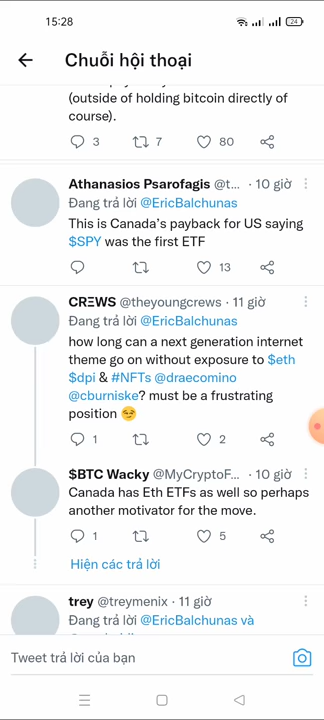 15:28
24
Chuỗi hội thoại
(outside of holding bitcoin directly of
course).
3 7 80
Athanasios Psarofagis @t... · 10 giờ
Đang trả lời @EricBalchunas
This is Canada's payback for US saying
$SPY was the first ETF
13
CRΞWS @theyoungcrews · 11 giờ
Đang trả lời @EricBalchunas
how long can a next generation internet
theme go on without exposure to $eth
$dpi & #NFTs @draecomino
@cburniske? must be a frustrating
position 😏
1 2
$BTC Wacky @MyCryptoF... · 10 giờ
Canada has Eth ETFs as well so perhaps
another motivator for the move.
1 5
Hiện các trả lời
trey @treymenix · 11 giờ
Đang trả lời @EricBalchunas và
Tweet trả lời của bạn